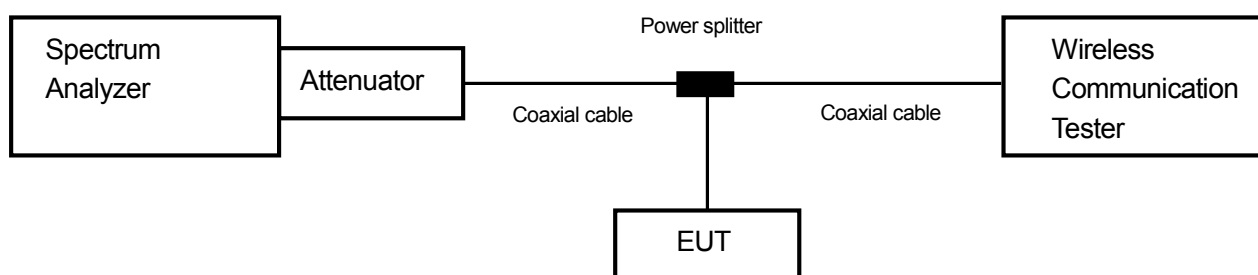 Power splitter
Spectrum
Analyzer
Attenuator
Wireless
Communication
Tester
Coaxial cable
Coaxial cable
EUT